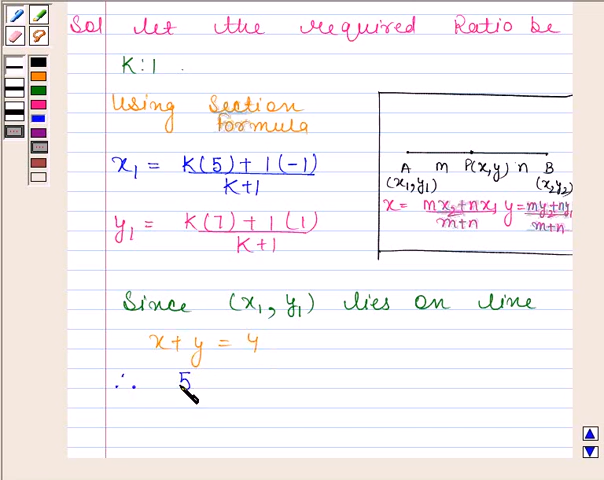 Sol let the required Ratio be
K:1 .
Using Section
Formula
x₁ = K(5) + 1(-1) / K+1
y₁ = K(7) + 1(1) / K+1
A m P(x,y) n B
(x₁,y₁) (x₂,y₂)
x = mx₂+nx₁ / m+n y = my₂+ny₁ / m+n
Since (x₁, y₁) lies on line
x + y = 4
∴ 5